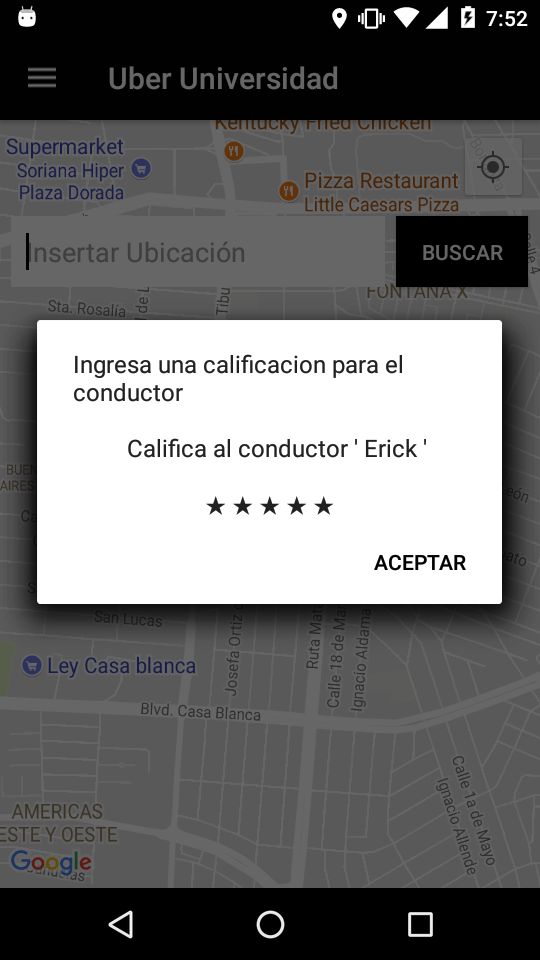 7:52
Uber Universidad
Kentucky Fried Chicken
Supermarket
Soriana Hiper
Plaza Dorada
Pizza Restaurant
Little Caesars Pizza
Insertar Ubicación
BUSCAR
Calle 4
FONTANA X
Sta. Rosalía
Ingresa una calificacion para el
conductor
Califica al conductor ' Erick '
★★★★★
ACEPTAR
San Lucas
Josefa Ortiz
Calle 18 de
Ignacio Aldama
Ley Casa blanca
Blvd. Casa Blanca
Calle 1a de Mayo
Ignacio Allende
AMERICAS
ESTE Y OESTE
Google